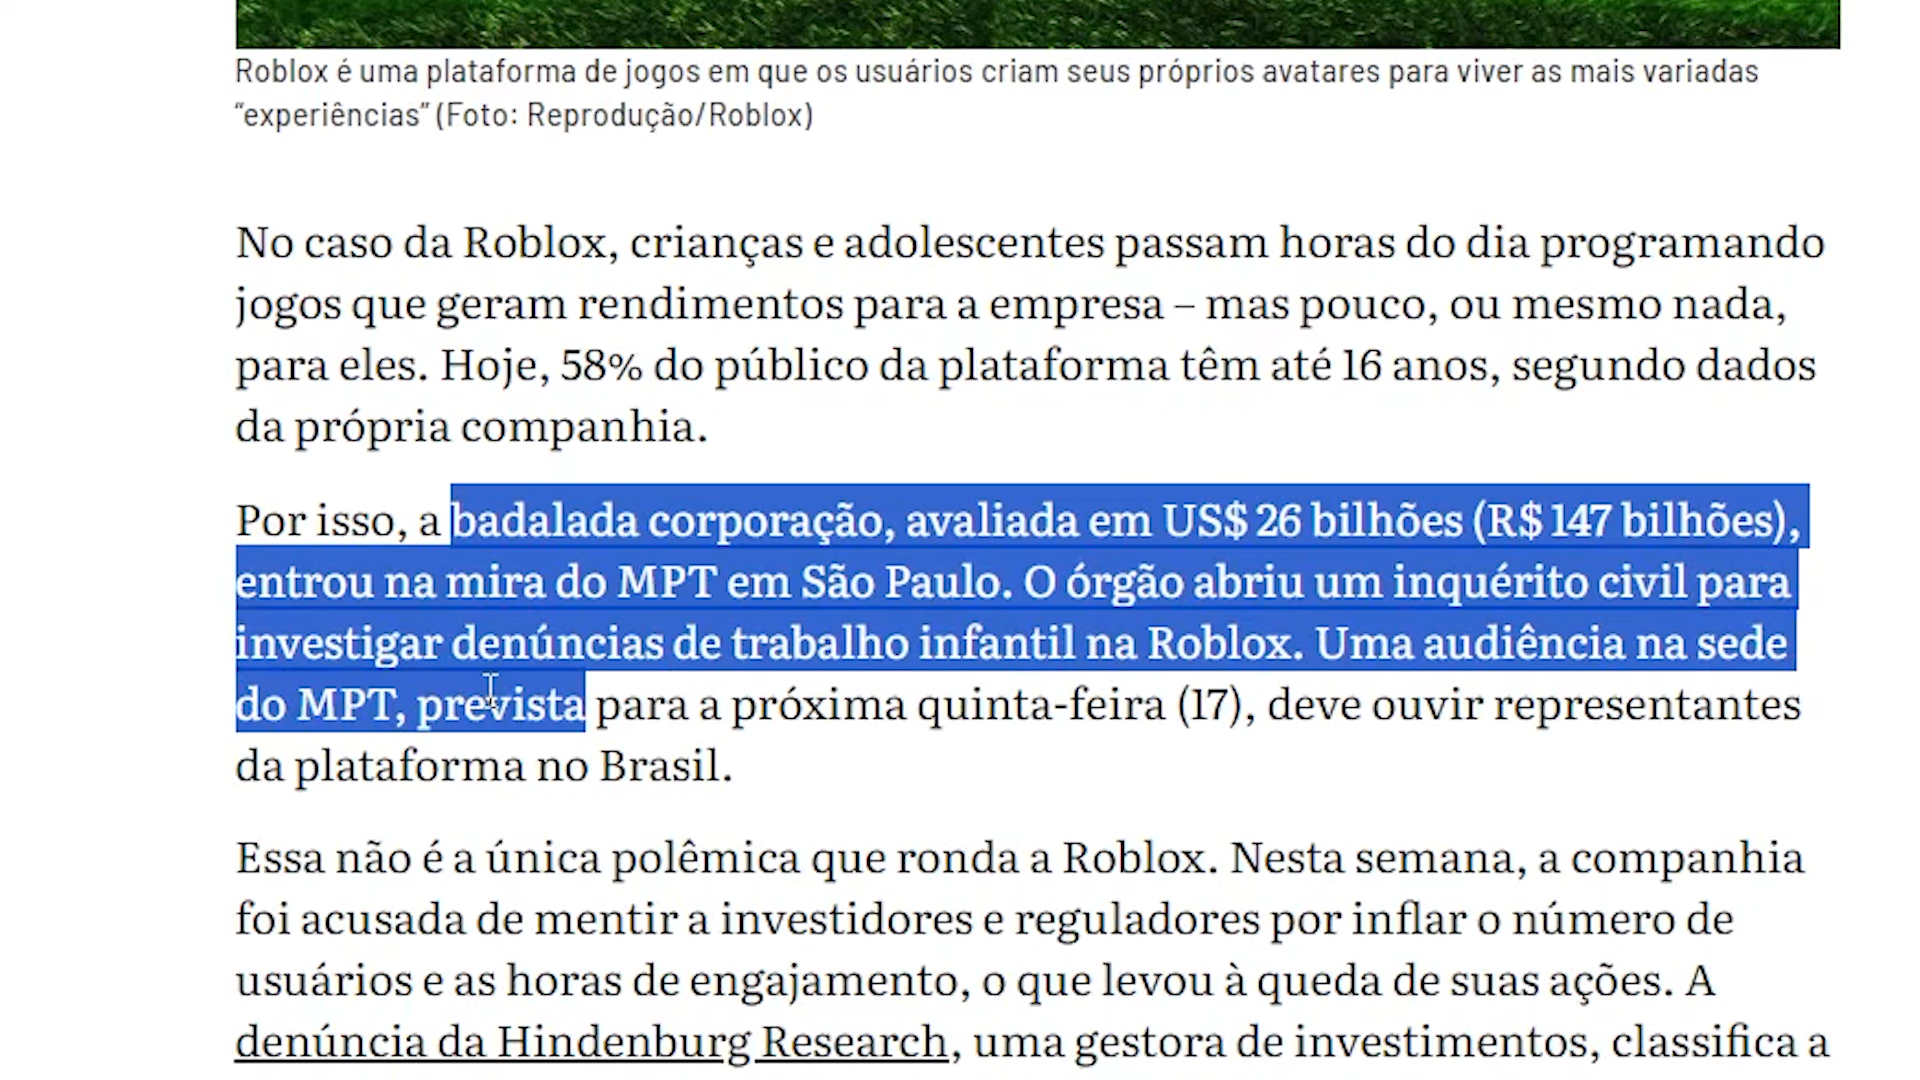 Roblox é uma plataforma de jogos em que os usuários criam seus próprios avatares para viver as mais variadas
“experiências” (Foto: Reprodução/Roblox)
No caso da Roblox, crianças e adolescentes passam horas do dia programando
jogos que geram rendimentos para a empresa – mas pouco, ou mesmo nada,
para eles. Hoje, 58% do público da plataforma têm até 16 anos, segundo dados
da própria companhia.
Por isso, a badalada corporação, avaliada em US$ 26 bilhões (R$ 147 bilhões),
entrou na mira do MPT em São Paulo. O órgão abriu um inquérito civil para
investigar denúncias de trabalho infantil na Roblox. Uma audiência na sede
do MPT, prevista para a próxima quinta-feira (17), deve ouvir representantes
da plataforma no Brasil.
Essa não é a única polêmica que ronda a Roblox. Nesta semana, a companhia
foi acusada de mentir a investidores e reguladores por inflar o número de
usuários e as horas de engajamento, o que levou à queda de suas ações. A
denúncia da Hindenburg Research, uma gestora de investimentos, classifica a